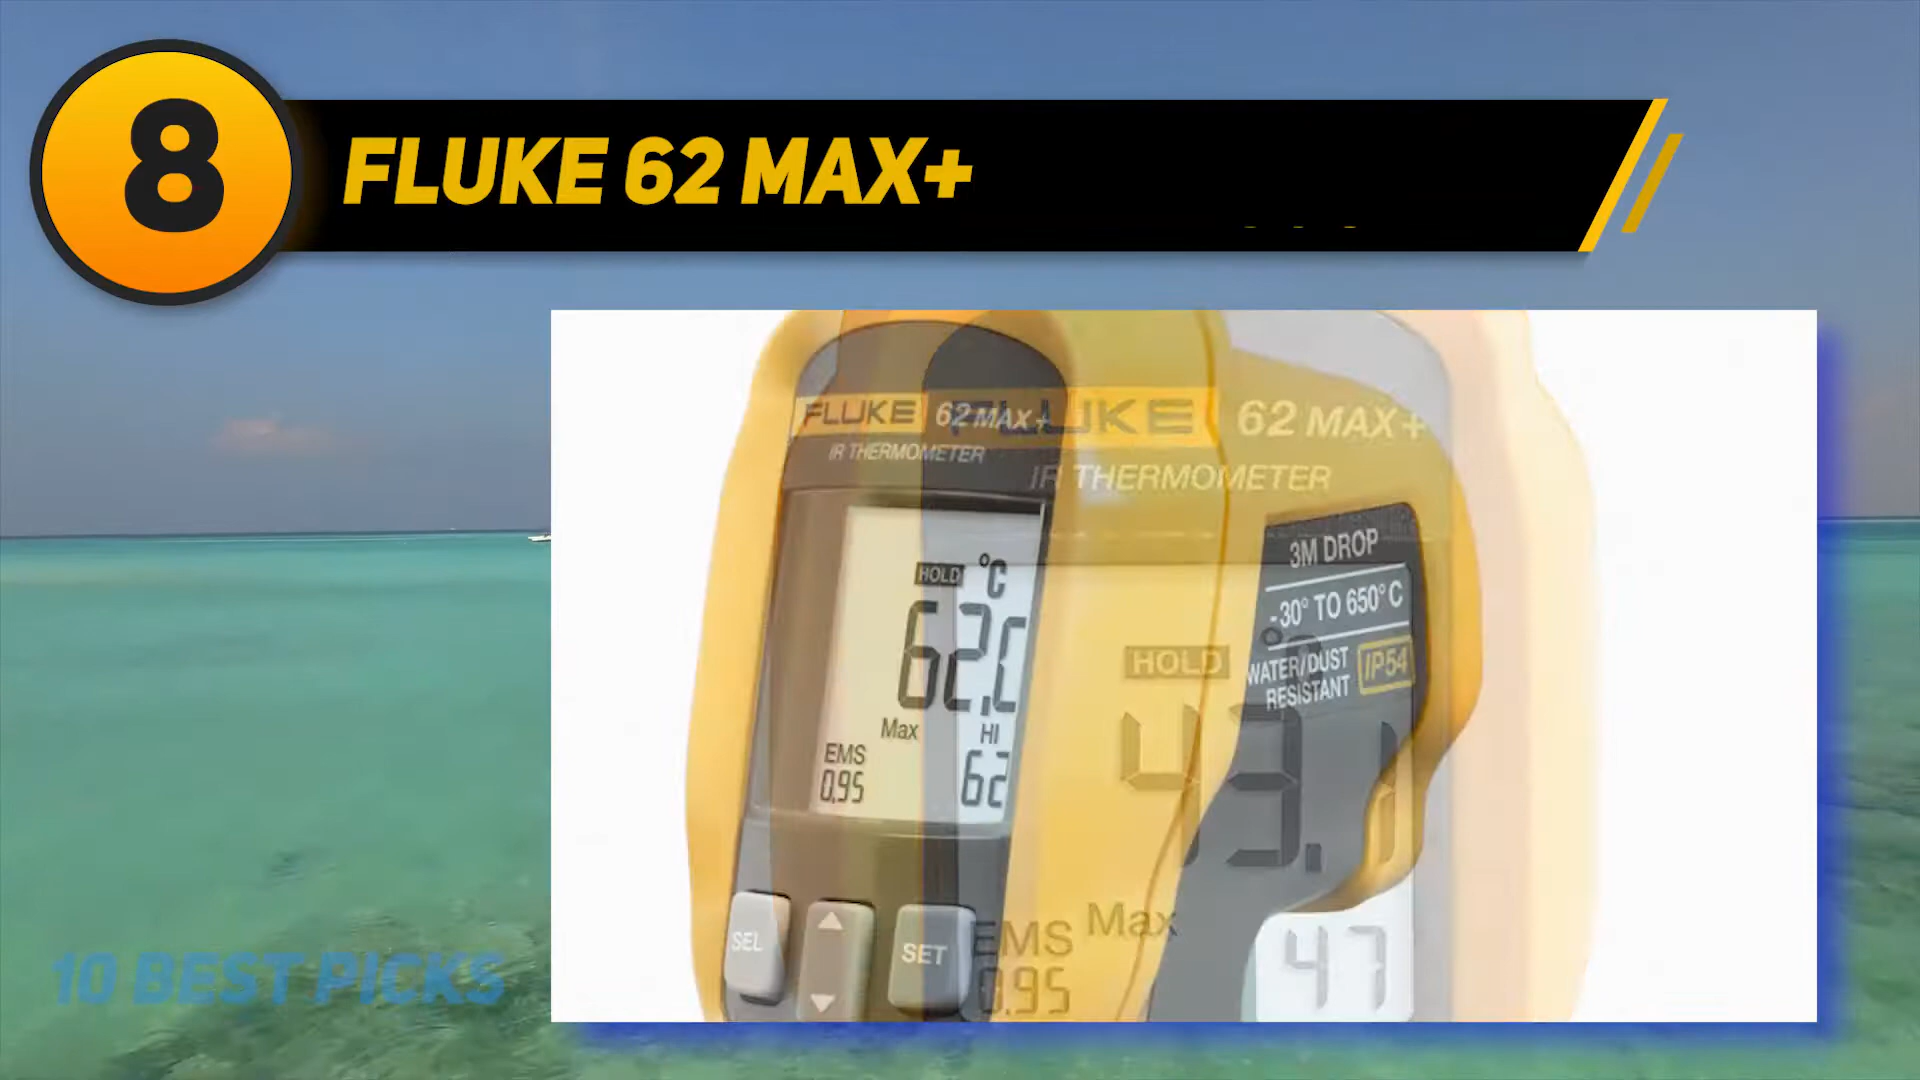 8
FLUKE 62 MAX+
FLUKE 62 MAX+
IR THERMOMETER
HOLD °C
62.0
Max HI
EMS
0.95 62
SEL SET
FLUKE 62 MAX+
IR THERMOMETER
HOLD
43.1
EMS Max
0.95 47
3M DROP
-30° TO 650°C
WATER/DUST IP54
RESISTANT
10 BEST PICKS